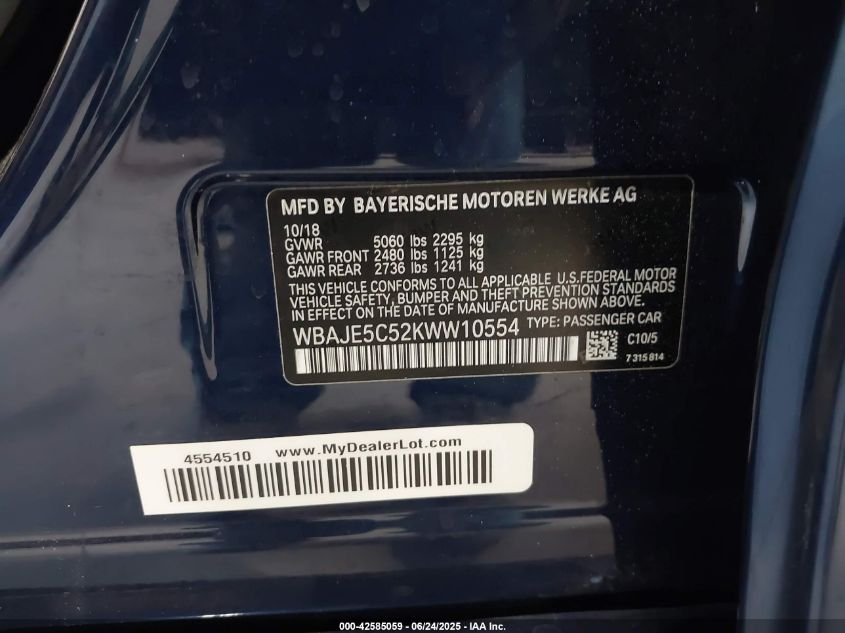 MFD BY BAYERISCHE MOTOREN WERKE AG
10/18
GVWR 5060 lbs 2295 kg
GAWR FRONT 2480 lbs 1125 kg
GAWR REAR 2736 lbs 1241 kg
THIS VEHICLE CONFORMS TO ALL APPLICABLE U.S.FEDERAL MOTOR
VEHICLE SAFETY, BUMPER AND THEFT PREVENTION STANDARDS
IN EFFECT ON THE DATE OF MANUFACTURE SHOWN ABOVE.
WBAJE5C52KWW10554 TYPE: PASSENGER CAR
C10/5
7 315 814
4554510 www.MyDealerLot.com
000-42585059 - 06/24/2025 - IAA Inc.